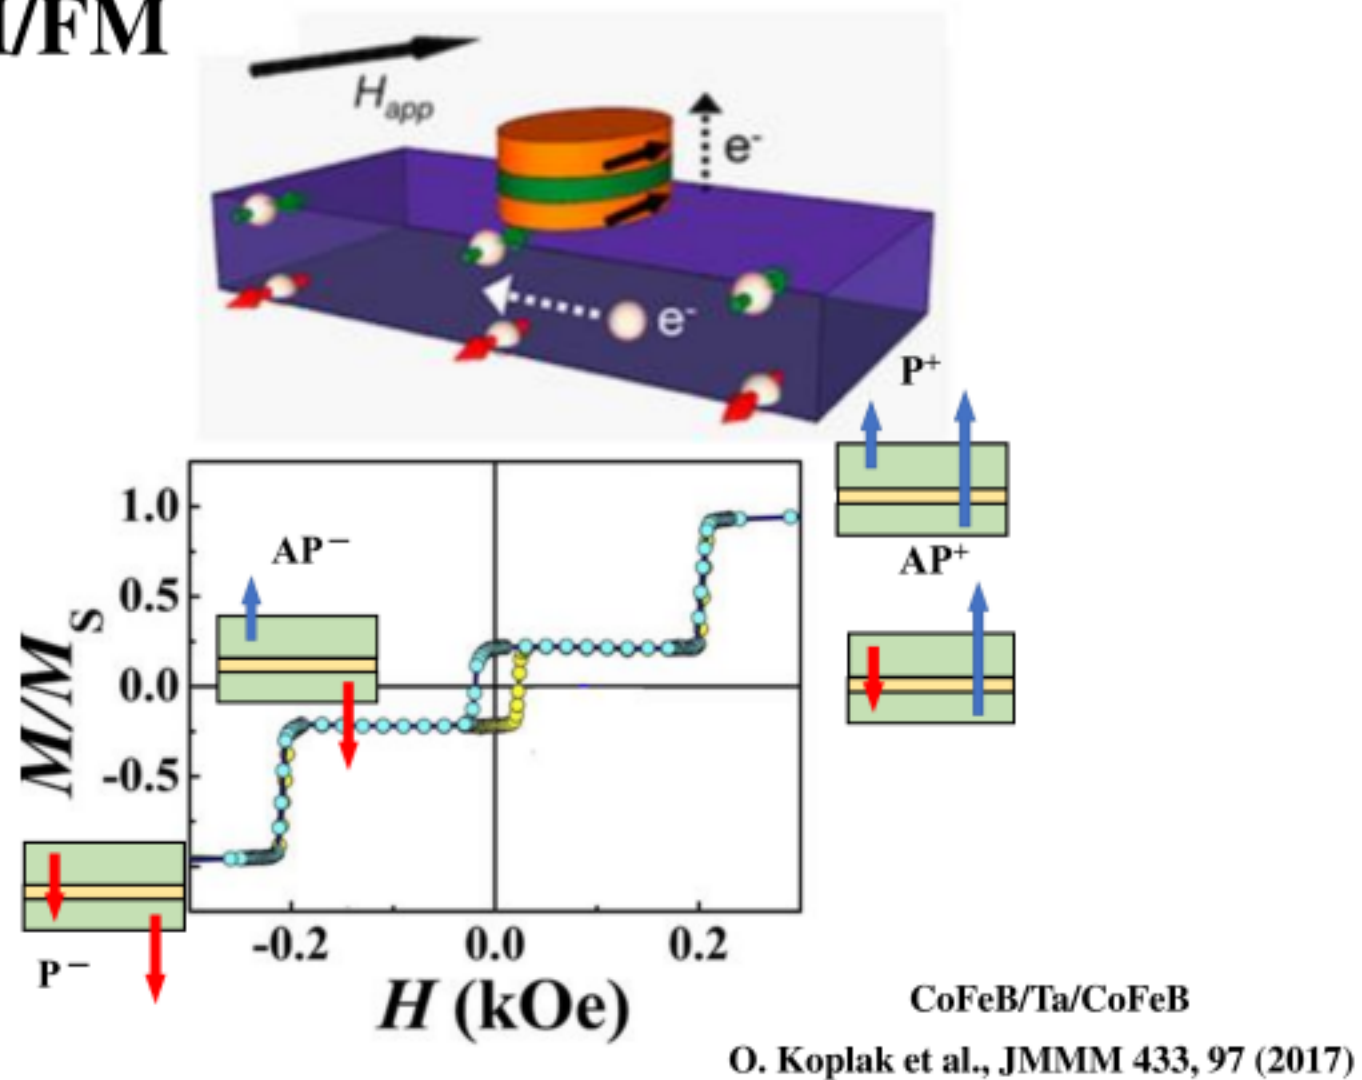 /FM
H_app
e⁻
e⁻
P⁺
1.0
AP⁻
AP⁺
0.5
M/M_S
0.0
-0.5
-0.2 0.0 0.2
P⁻
H (kOe)
CoFeB/Ta/CoFeB
O. Koplak et al., JMMM 433, 97 (2017)